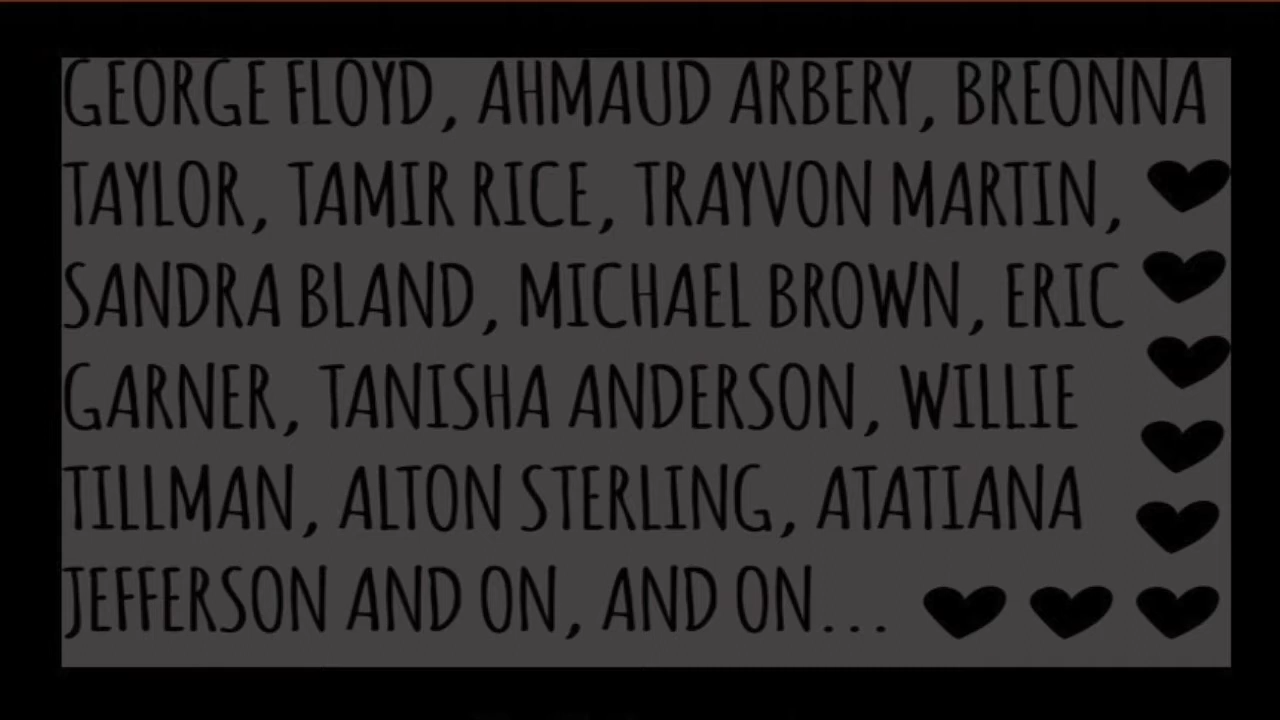 GEORGE FLOYD, AHMAUD ARBERY, BREONNA
TAYLOR, TAMIR RICE, TRAYVON MARTIN,
SANDRA BLAND, MICHAEL BROWN, ERIC
GARNER, TANISHA ANDERSON, WILLIE
TILLMAN, ALTON STERLING, ATATIANA
JEFFERSON AND ON, AND ON...